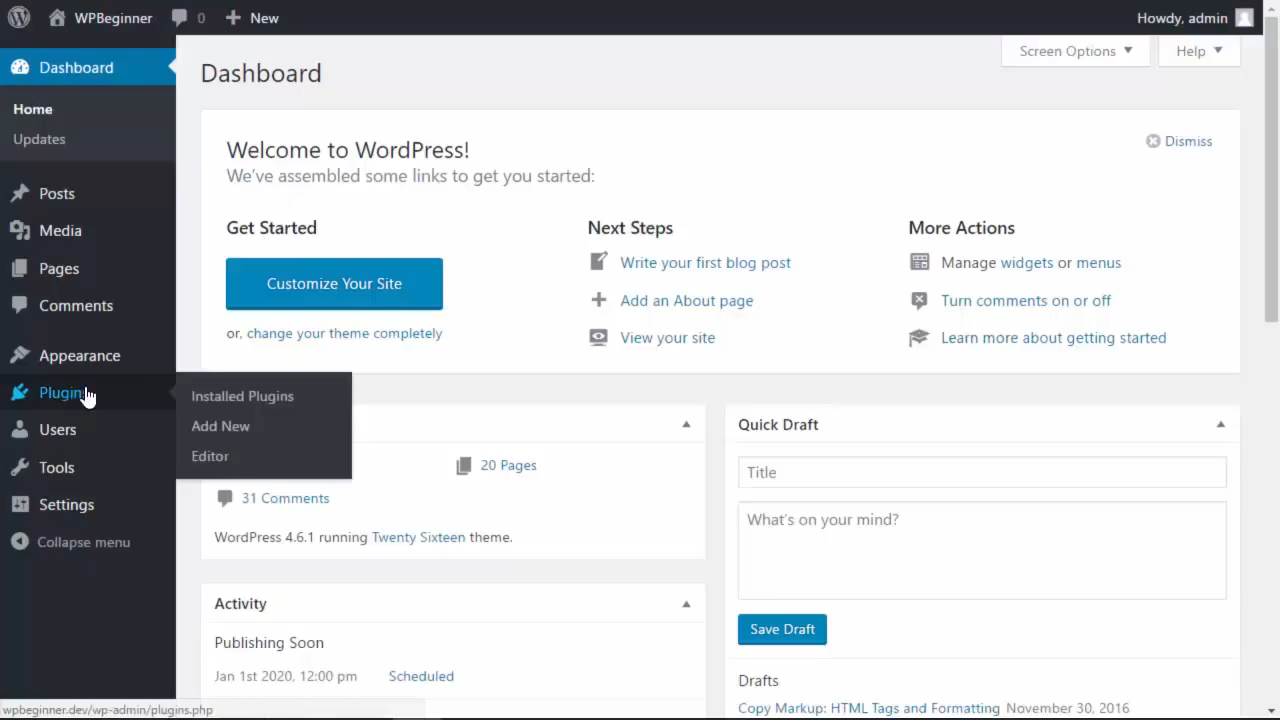 WPBeginner 0 New Howdy, admin
Dashboard
Home
Updates
Posts
Media
Pages
Comments
Appearance
Plugins
Installed Plugins
Add New
Editor
Users
Tools
Settings
Collapse menu
Screen Options Help
Dashboard
Welcome to WordPress!
Dismiss
We've assembled some links to get you started:
Get Started
Customize Your Site
or, change your theme completely
Next Steps
Write your first blog post
Add an About page
View your site
More Actions
Manage widgets or menus
Turn comments on or off
Learn more about getting started
20 Pages
31 Comments
WordPress 4.6.1 running Twenty Sixteen theme.
Activity
Publishing Soon
Jan 1st 2020, 12:00 pm Scheduled
Quick Draft
Title
What's on your mind?
Save Draft
Drafts
Copy Markup: HTML Tags and Formatting November 30, 2016
wpbeginner.dev/wp-admin/plugins.php